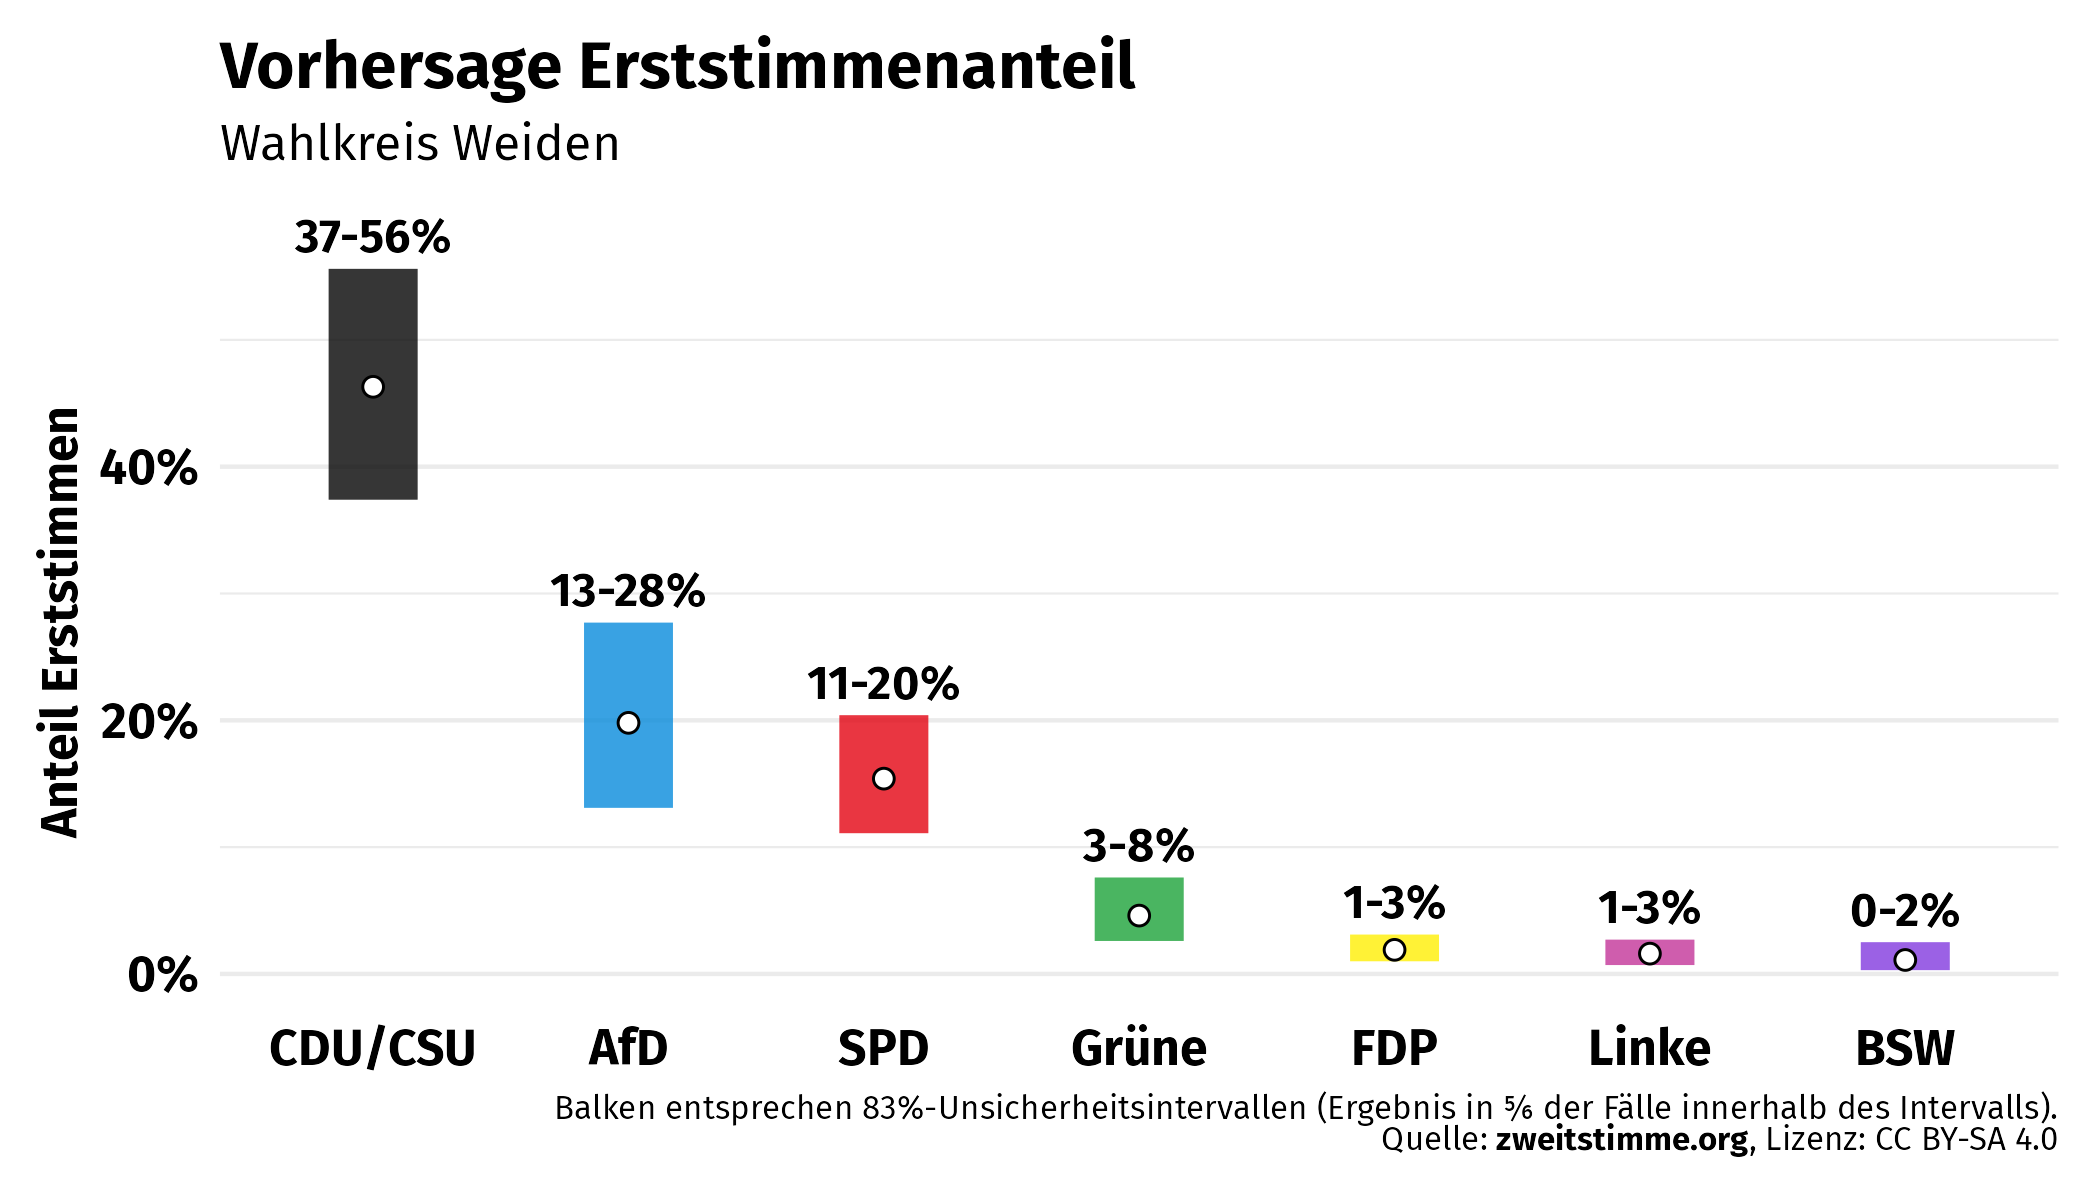 Vorhersage Erststimmenanteil
Wahlkreis Weiden
37-56%
13-28%
11-20%
3-8%
1-3%
1-3%
0-2%
Anteil Erststimmen
40%
20%
0%
CDU/CSU AfD SPD Grüne FDP Linke BSW
Balken entsprechen 83%-Unsicherheitsintervallen (Ergebnis in ⅚ der Fälle innerhalb des Intervalls).
Quelle: zweitstimme.org, Lizenz: CC BY-SA 4.0